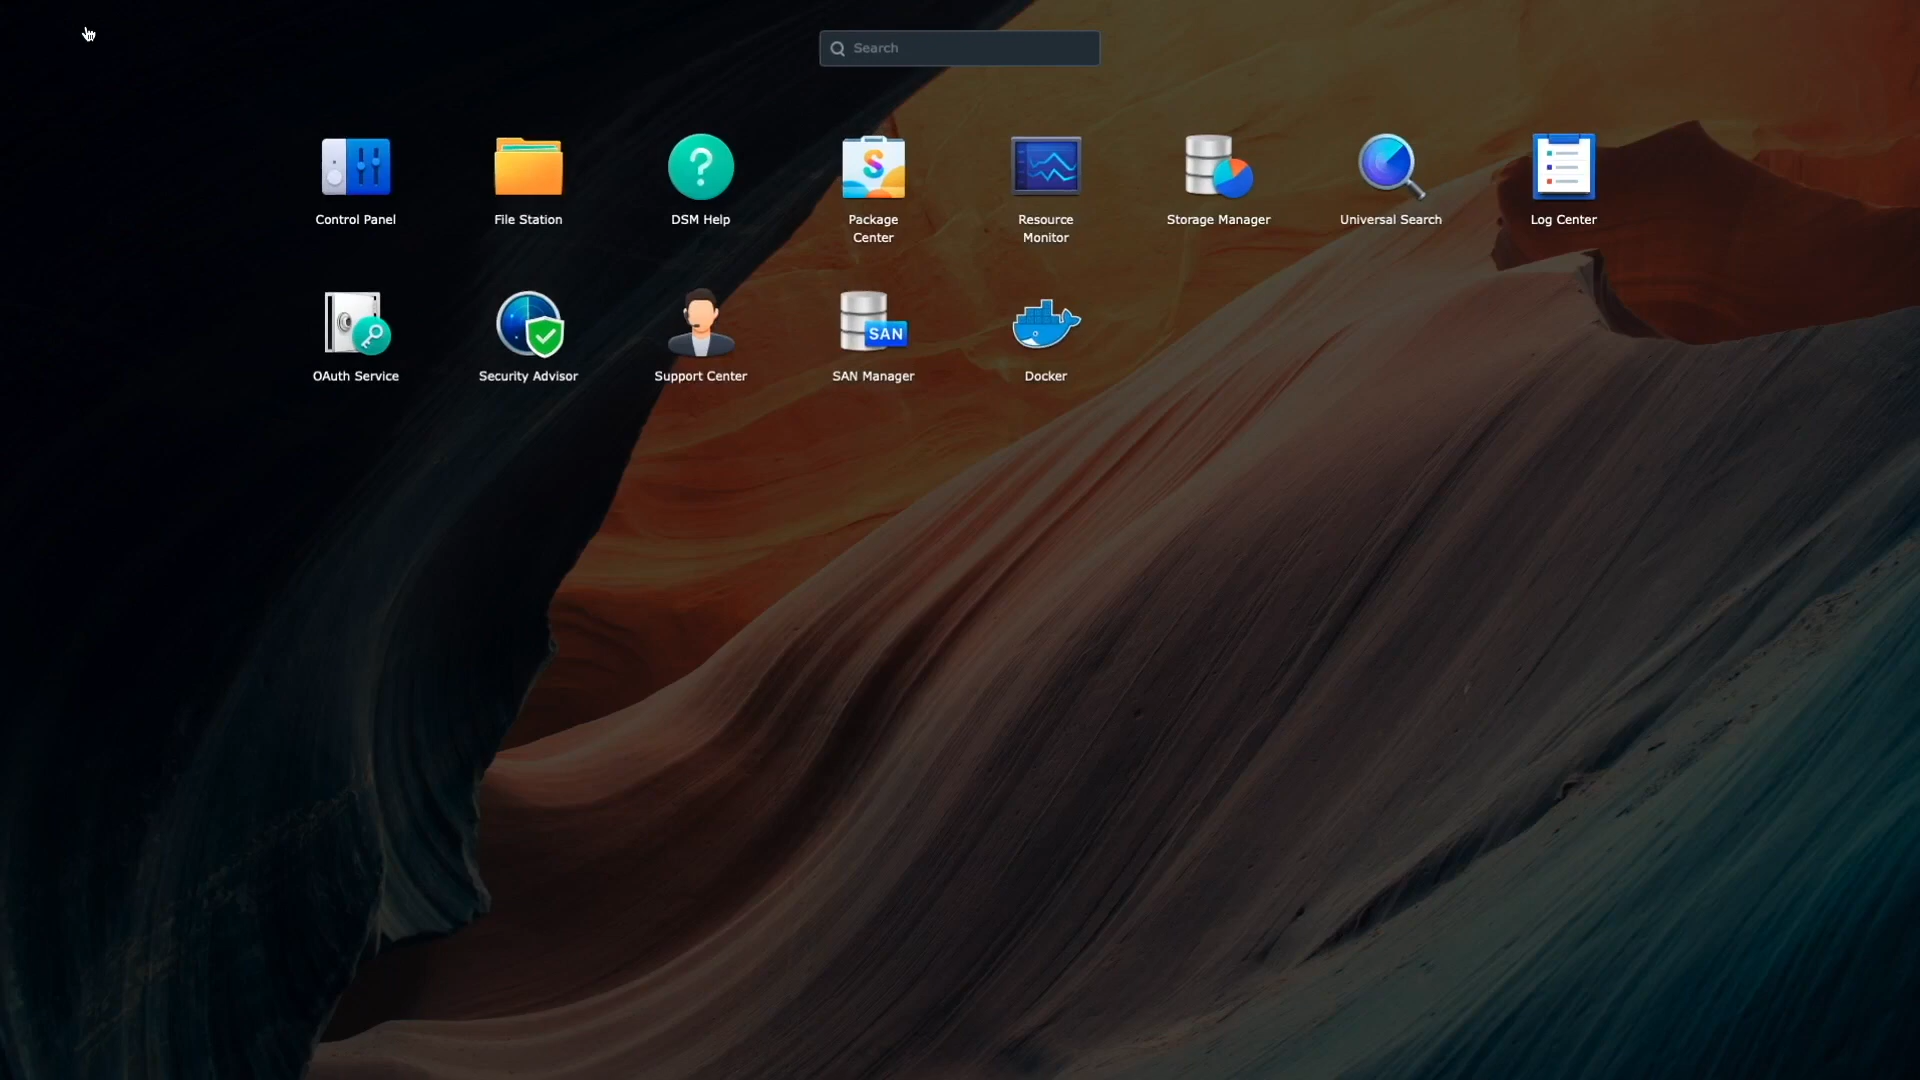 Search
Control Panel
File Station
DSM Help
Package
Center
Resource
Monitor
Storage Manager
Universal Search
Log Center
OAuth Service
Security Advisor
Support Center
SAN
SAN Manager
Docker